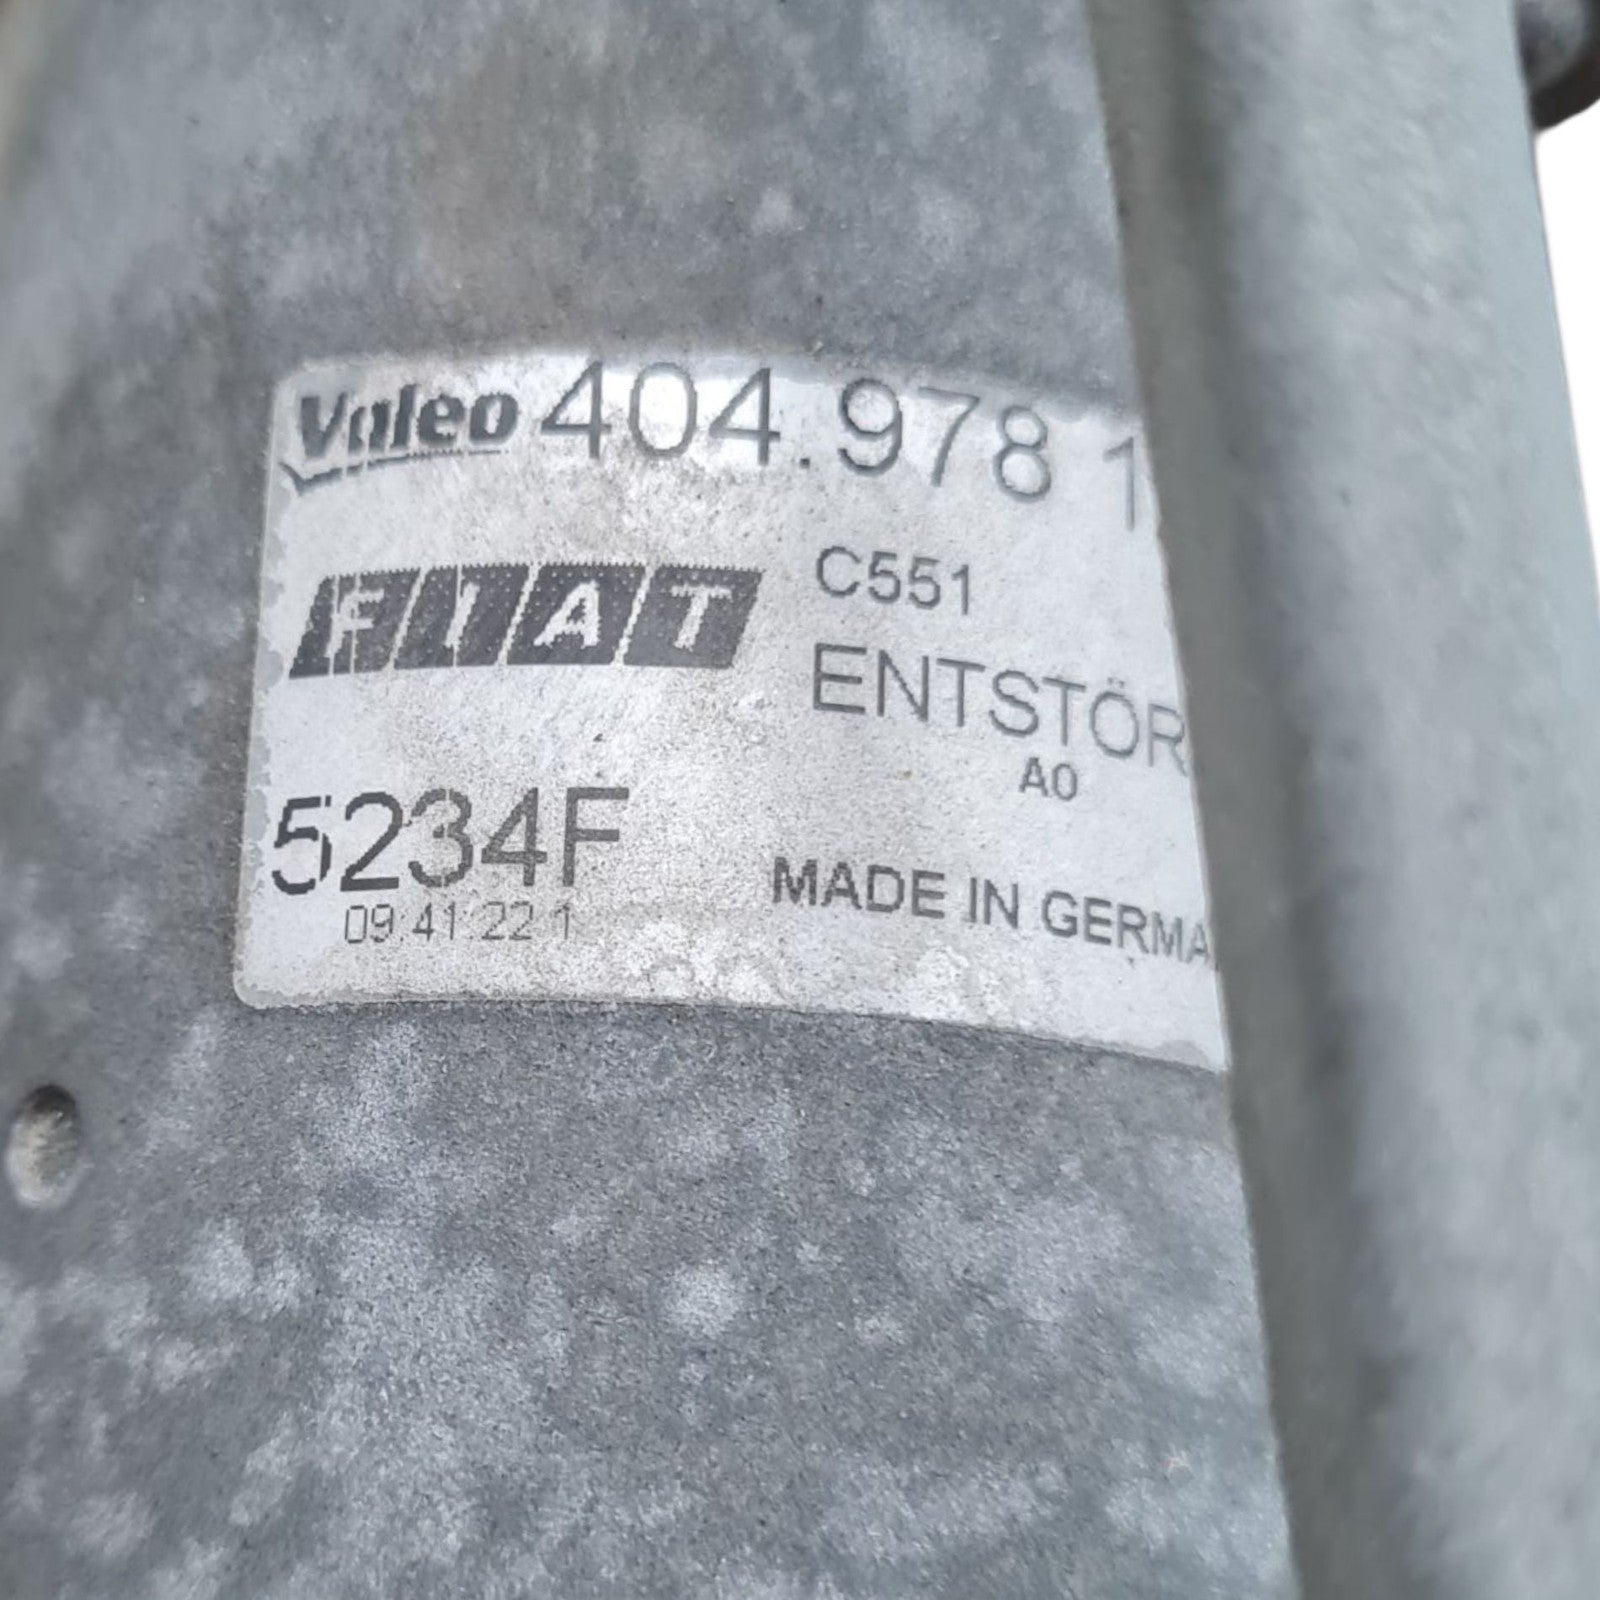 Valeo 404.978 1
FIAT C551
ENTSTÖR
A0
5234F
09:41:22 1
MADE IN GERMA